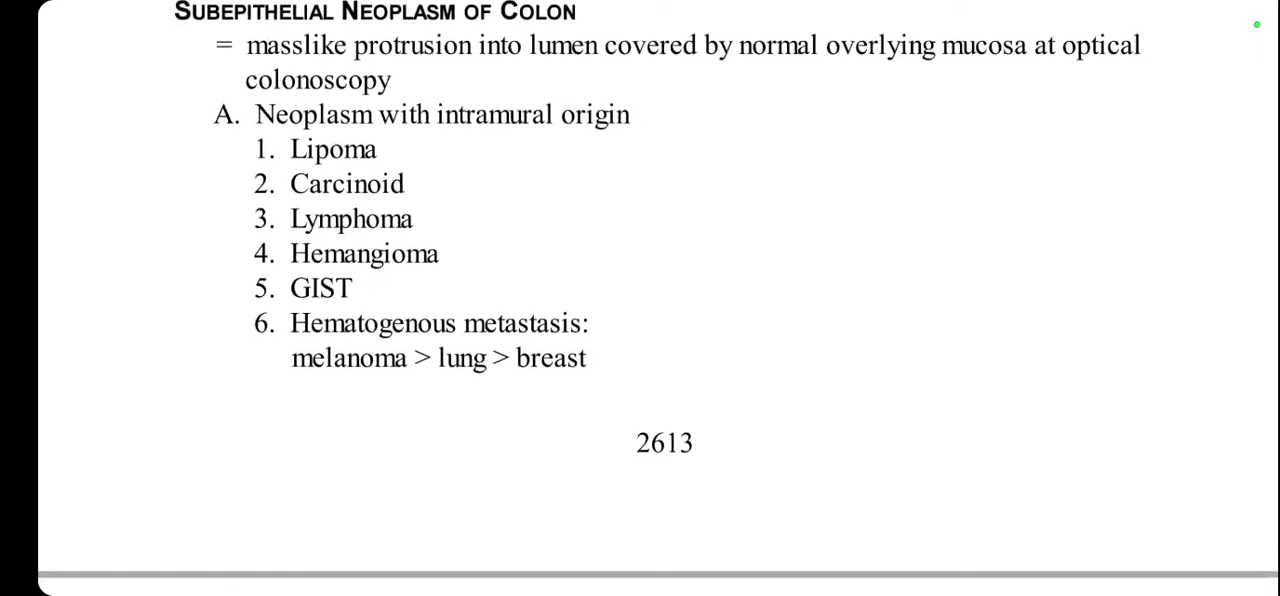 SUBEPITHELIAL NEOPLASM OF COLON
= masslike protrusion into lumen covered by normal overlying mucosa at optical
colonoscopy
A. Neoplasm with intramural origin
1. Lipoma
2. Carcinoid
3. Lymphoma
4. Hemangioma
5. GIST
6. Hematogenous metastasis:
melanoma > lung > breast
2613